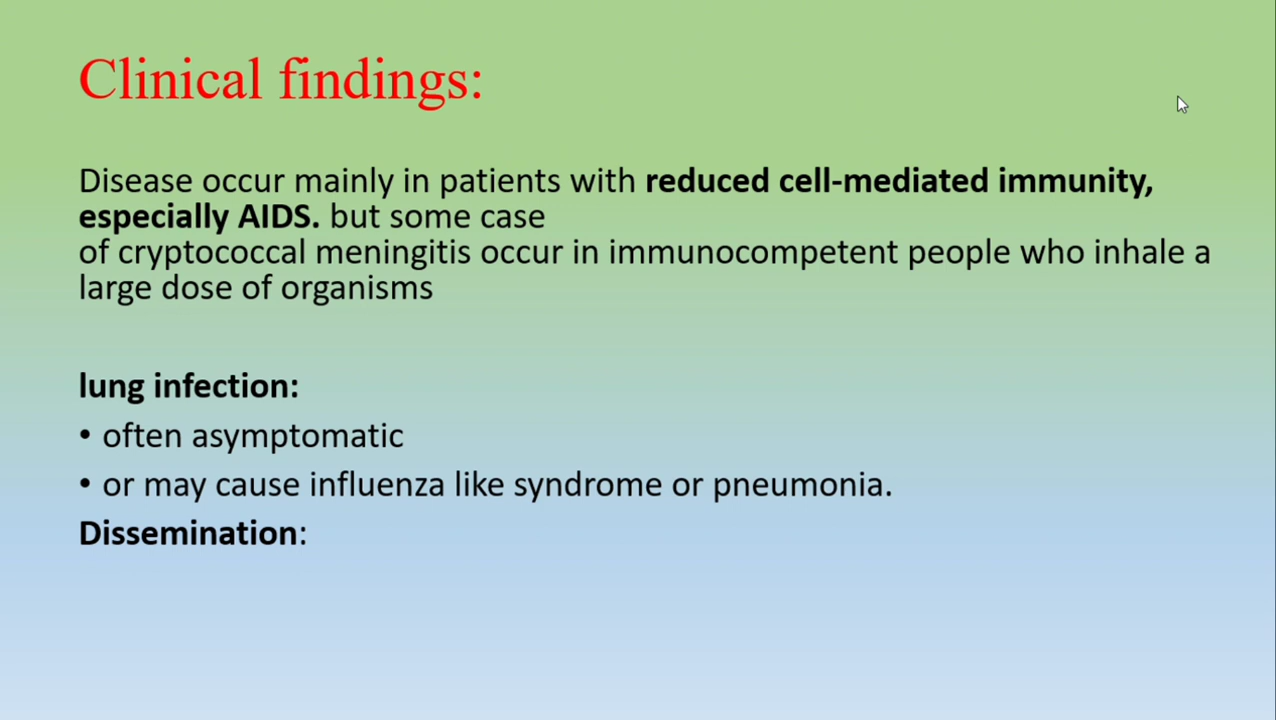 Clinical findings:
Disease occur mainly in patients with reduced cell-mediated immunity,
especially AIDS. but some case
of cryptococcal meningitis occur in immunocompetent people who inhale a
large dose of organisms
lung infection:
• often asymptomatic
• or may cause influenza like syndrome or pneumonia.
Dissemination: